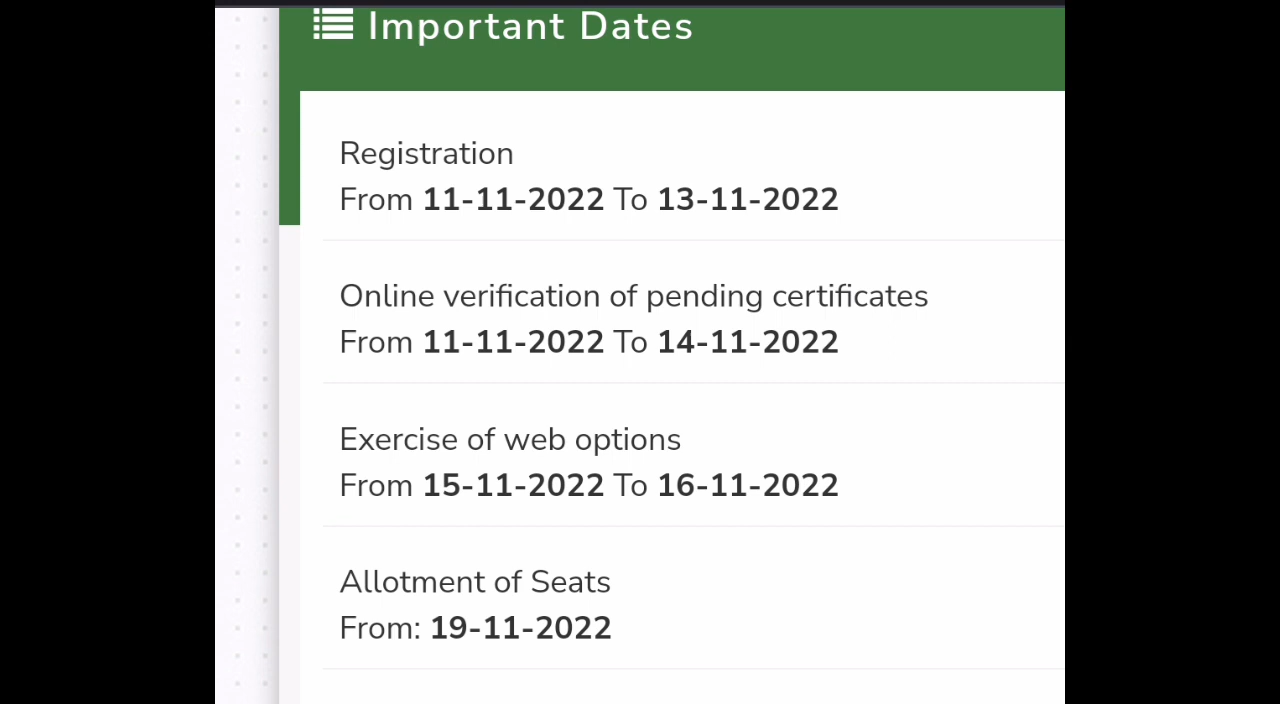 Important Dates
Registration
From 11-11-2022 To 13-11-2022
Online verification of pending certificates
From 11-11-2022 To 14-11-2022
Exercise of web options
From 15-11-2022 To 16-11-2022
Allotment of Seats
From: 19-11-2022